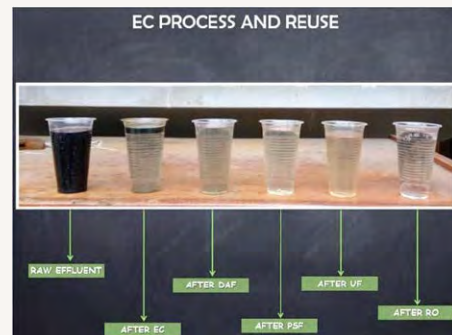 EC PROCESS AND REUSE
RAW EFFLUENT
AFTER EC
AFTER DAF
AFTER PSF
AFTER UF
AFTER RO